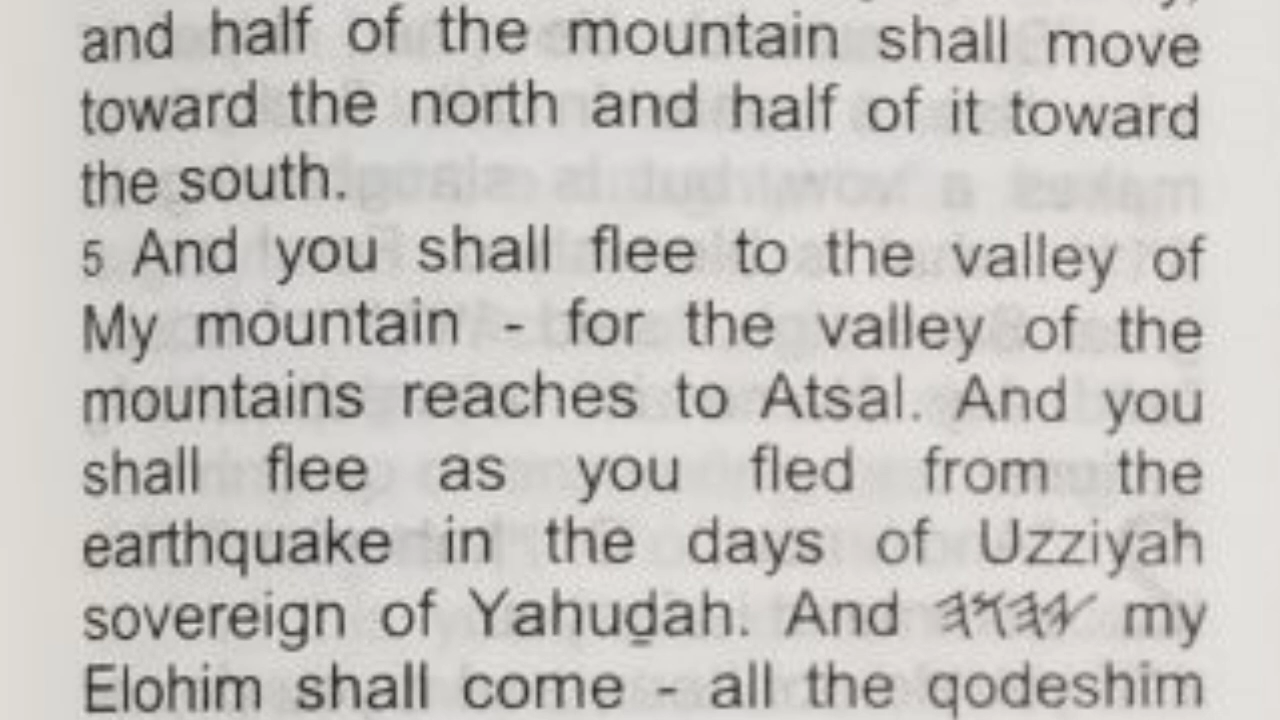 and half of the mountain shall move
toward the north and half of it toward
the south.
5 And you shall flee to the valley of
My mountain - for the valley of the
mountains reaches to Atsal. And you
shall flee as you fled from the
earthquake in the days of Uzziyah
sovereign of Yahuḏah. And 𐤉𐤄𐤅𐤄 my
Elohim shall come - all the qodeshim